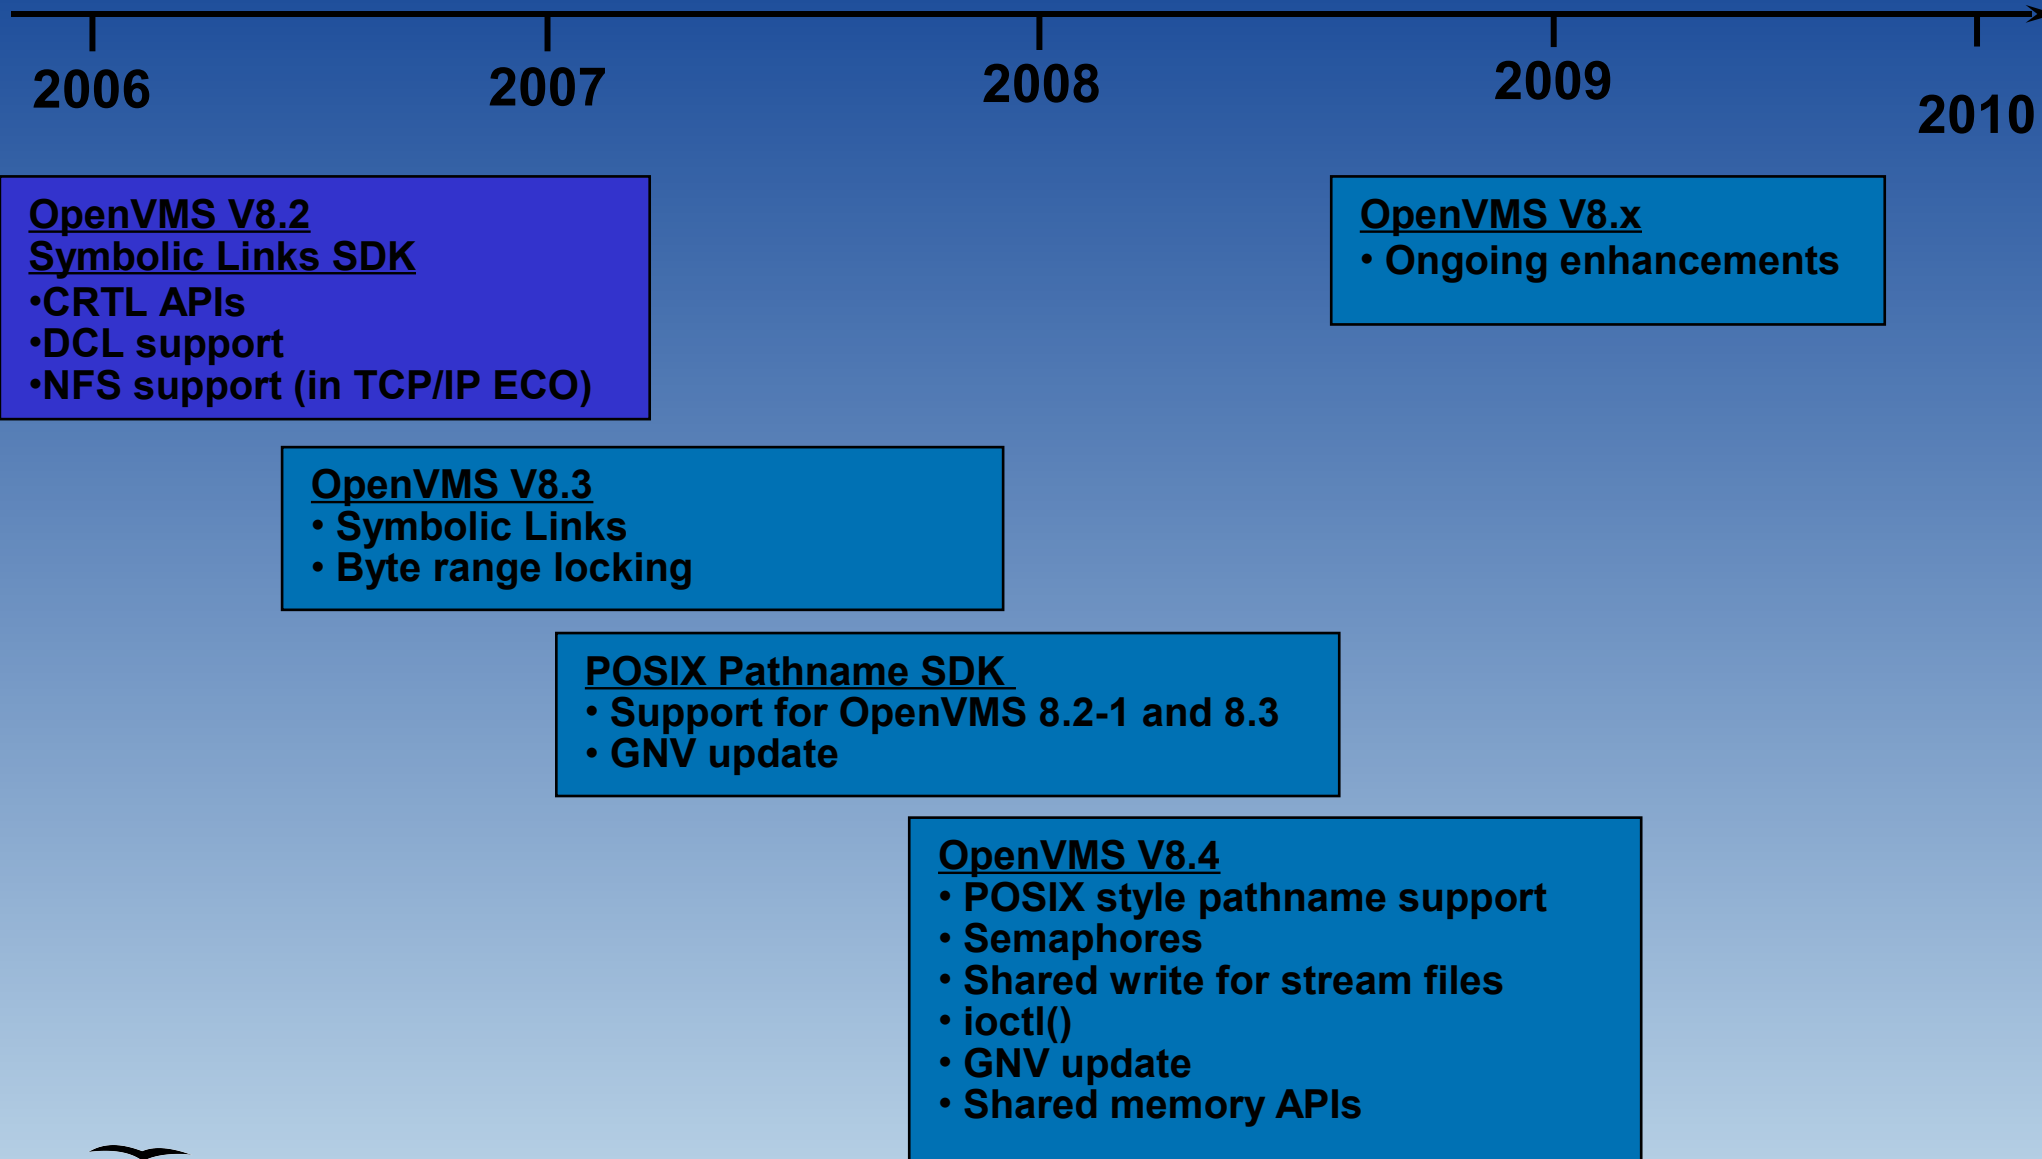 2006
2007
2008
2009
2010
OpenVMS V8.2
Symbolic Links SDK
•CRTL APIs
•DCL support
•NFS support (in TCP/IP ECO)
OpenVMS V8.x
• Ongoing enhancements
OpenVMS V8.3
• Symbolic Links
• Byte range locking
POSIX Pathname SDK
• Support for OpenVMS 8.2-1 and 8.3
• GNV update
OpenVMS V8.4
• POSIX style pathname support
• Semaphores
• Shared write for stream files
• ioctl()
• GNV update
• Shared memory APIs